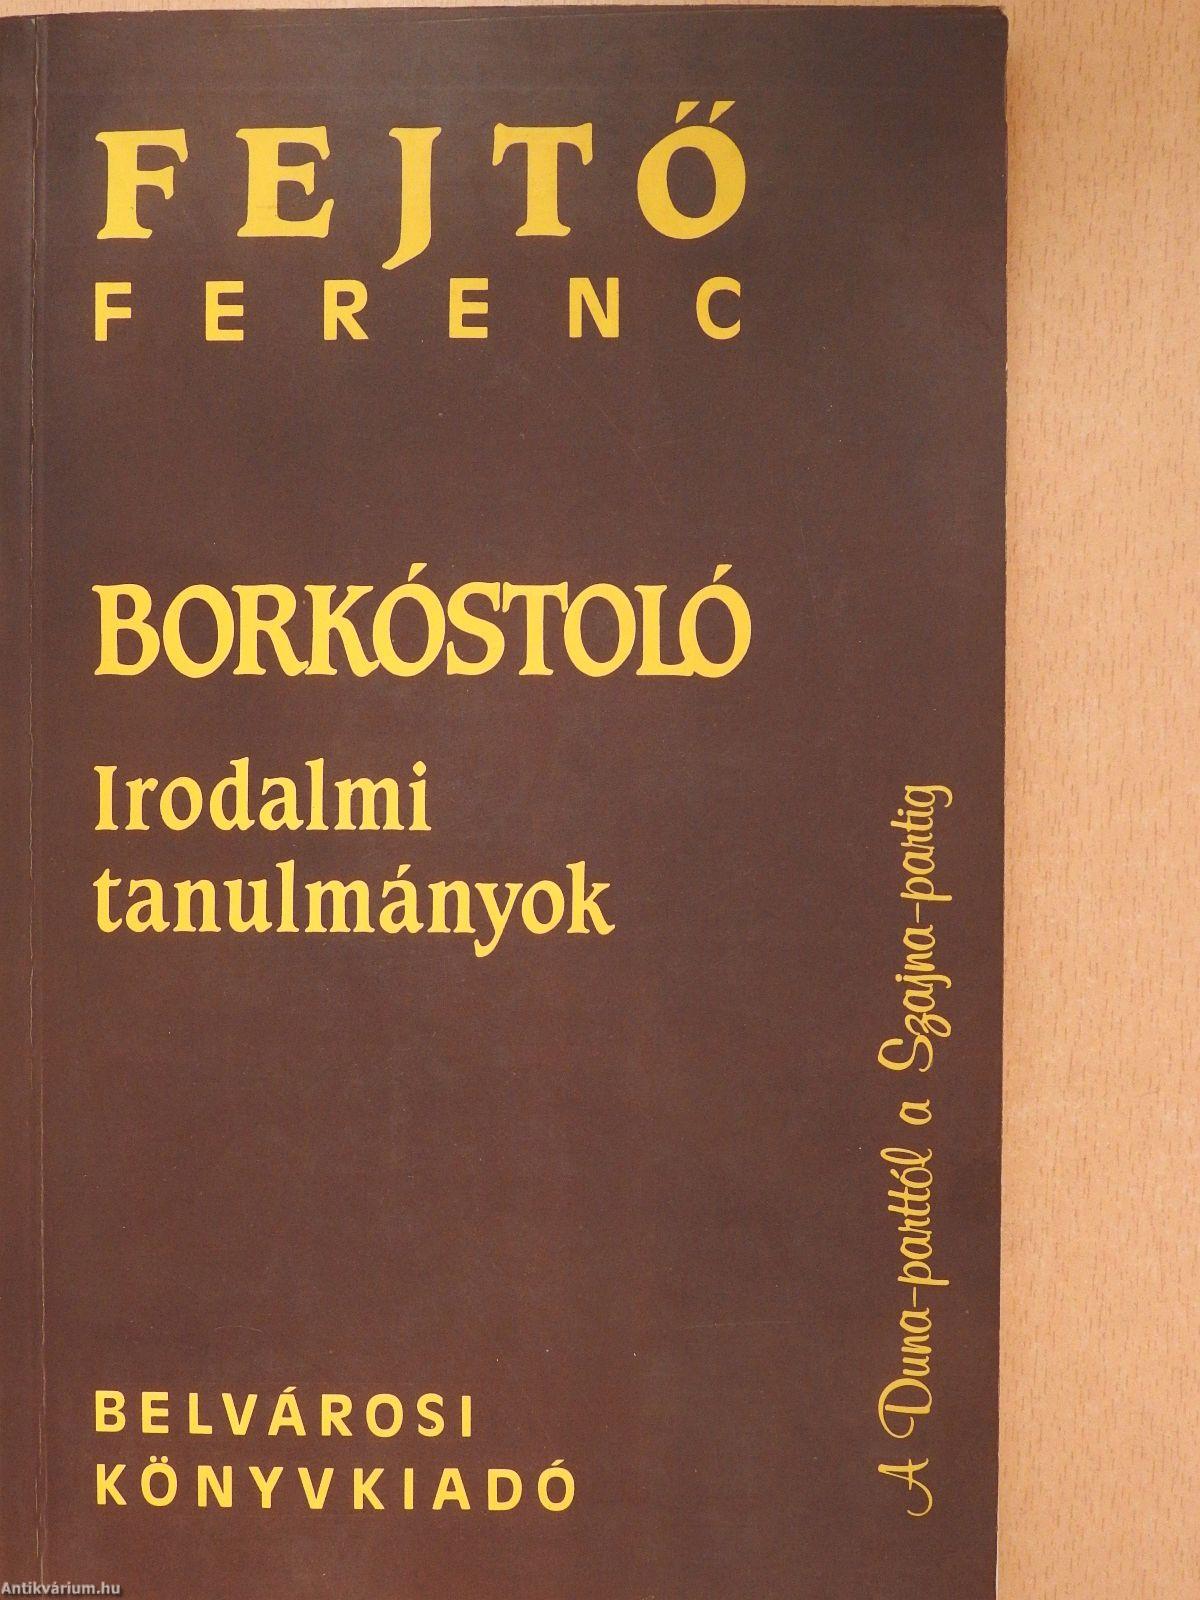 FEJTŐ
FERENC
BORKÓSTOLÓ
Irodalmi
tanulmányok
A Duna-parttól a Szajna-partig
BELVÁROSI
KÖNYVKIADÓ
Antikvárium.hu